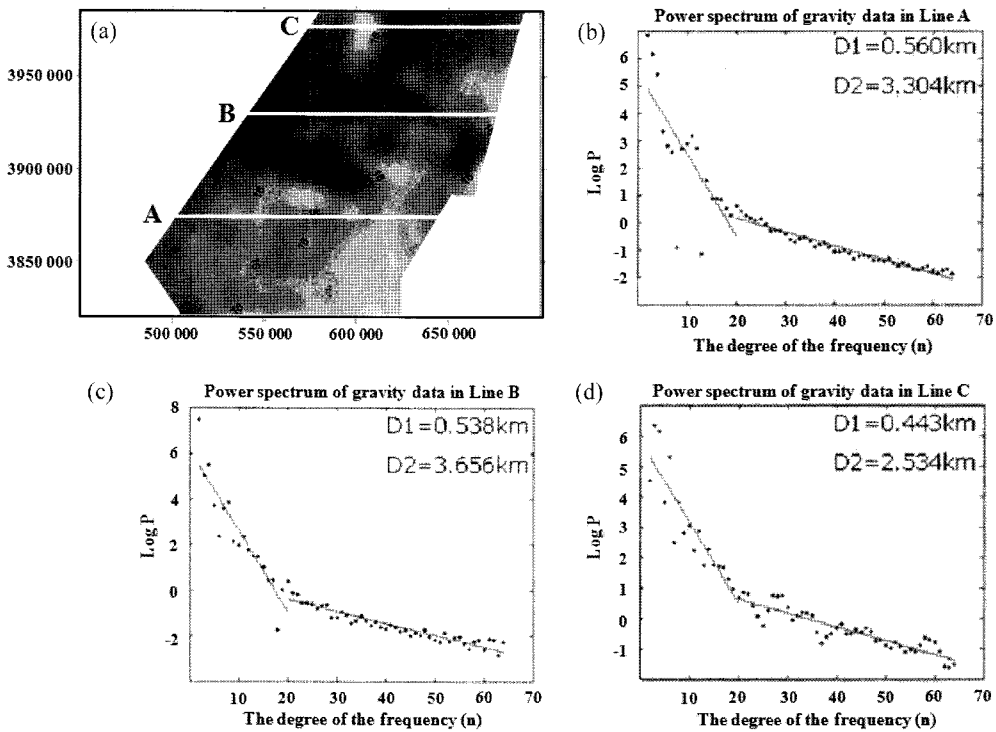 (a)
C
B
A
3950 000
3900 000
3850 000
500 000 550 000 600 000 650 000
(b)
Power spectrum of gravity data in Line A
D1=0.560km
D2=3.304km
Log P
6
5
4
3
2
1
0
-1
-2
10 20 30 40 50 60 70
The degree of the frequency (n)
(c)
Power spectrum of gravity data in Line B
D1=0.538km
D2=3.656km
Log P
8
6
4
2
0
-2
10 20 30 40 50 60 70
The degree of the frequency (n)
(d)
Power spectrum of gravity data in Line C
D1=0.443km
D2=2.534km
Log P
6
5
4
3
2
1
0
-1
10 20 30 40 50 60 70
The degree of the frequency (n)